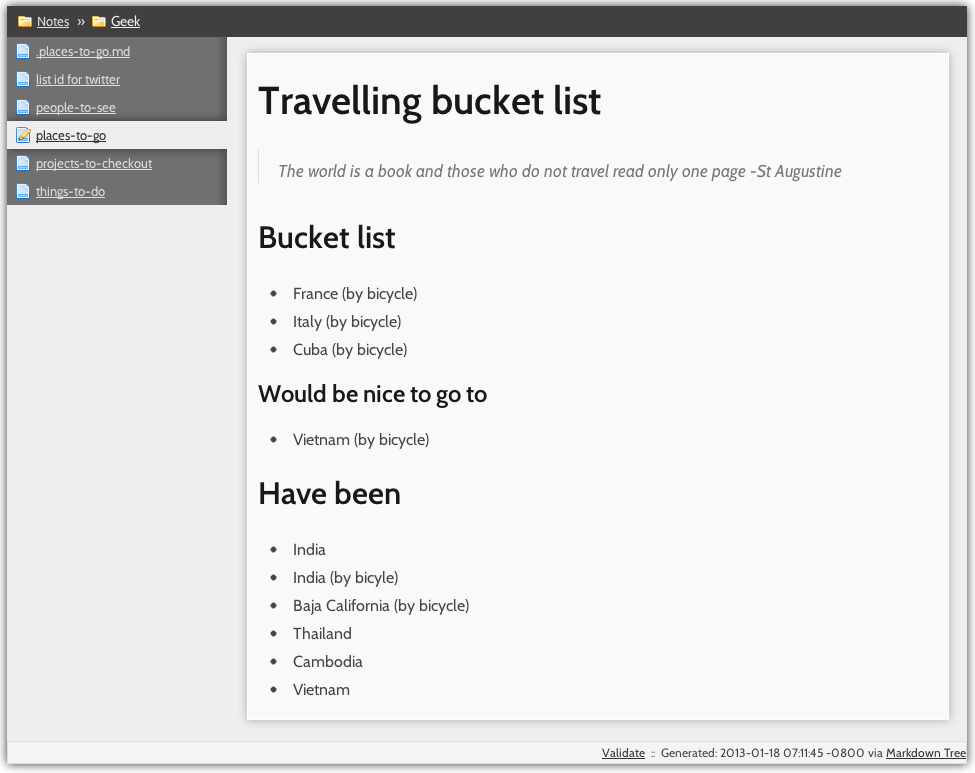 Notes » Geek
.places-to-go.md
list id for twitter
people-to-see
places-to-go
projects-to-checkout
things-to-do
Travelling bucket list
The world is a book and those who do not travel read only one page -St Augustine
Bucket list
• France (by bicycle)
• Italy (by bicycle)
• Cuba (by bicycle)
Would be nice to go to
• Vietnam (by bicycle)
Have been
• India
• India (by bicyle)
• Baja California (by bicycle)
• Thailand
• Cambodia
• Vietnam
Validate :: Generated: 2013-01-18 07:11:45 -0800 via Markdown Tree